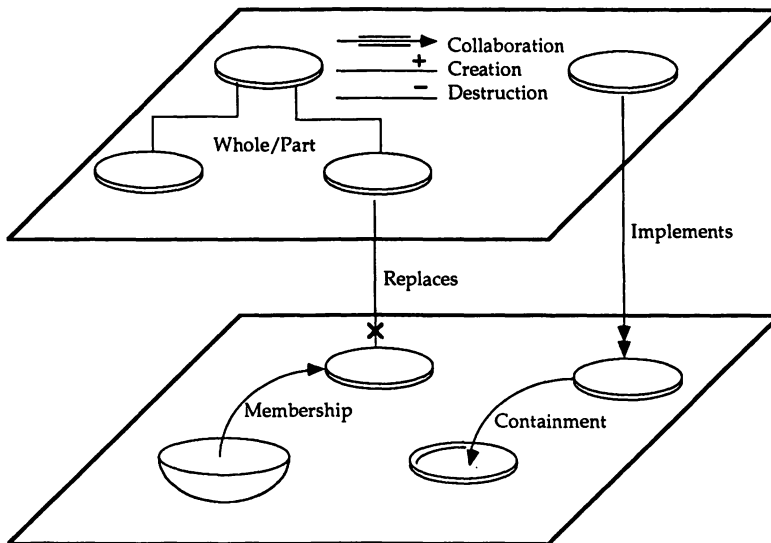 Collaboration
+
Creation
−
Destruction
Whole/Part
Implements
Replaces
Membership
Containment